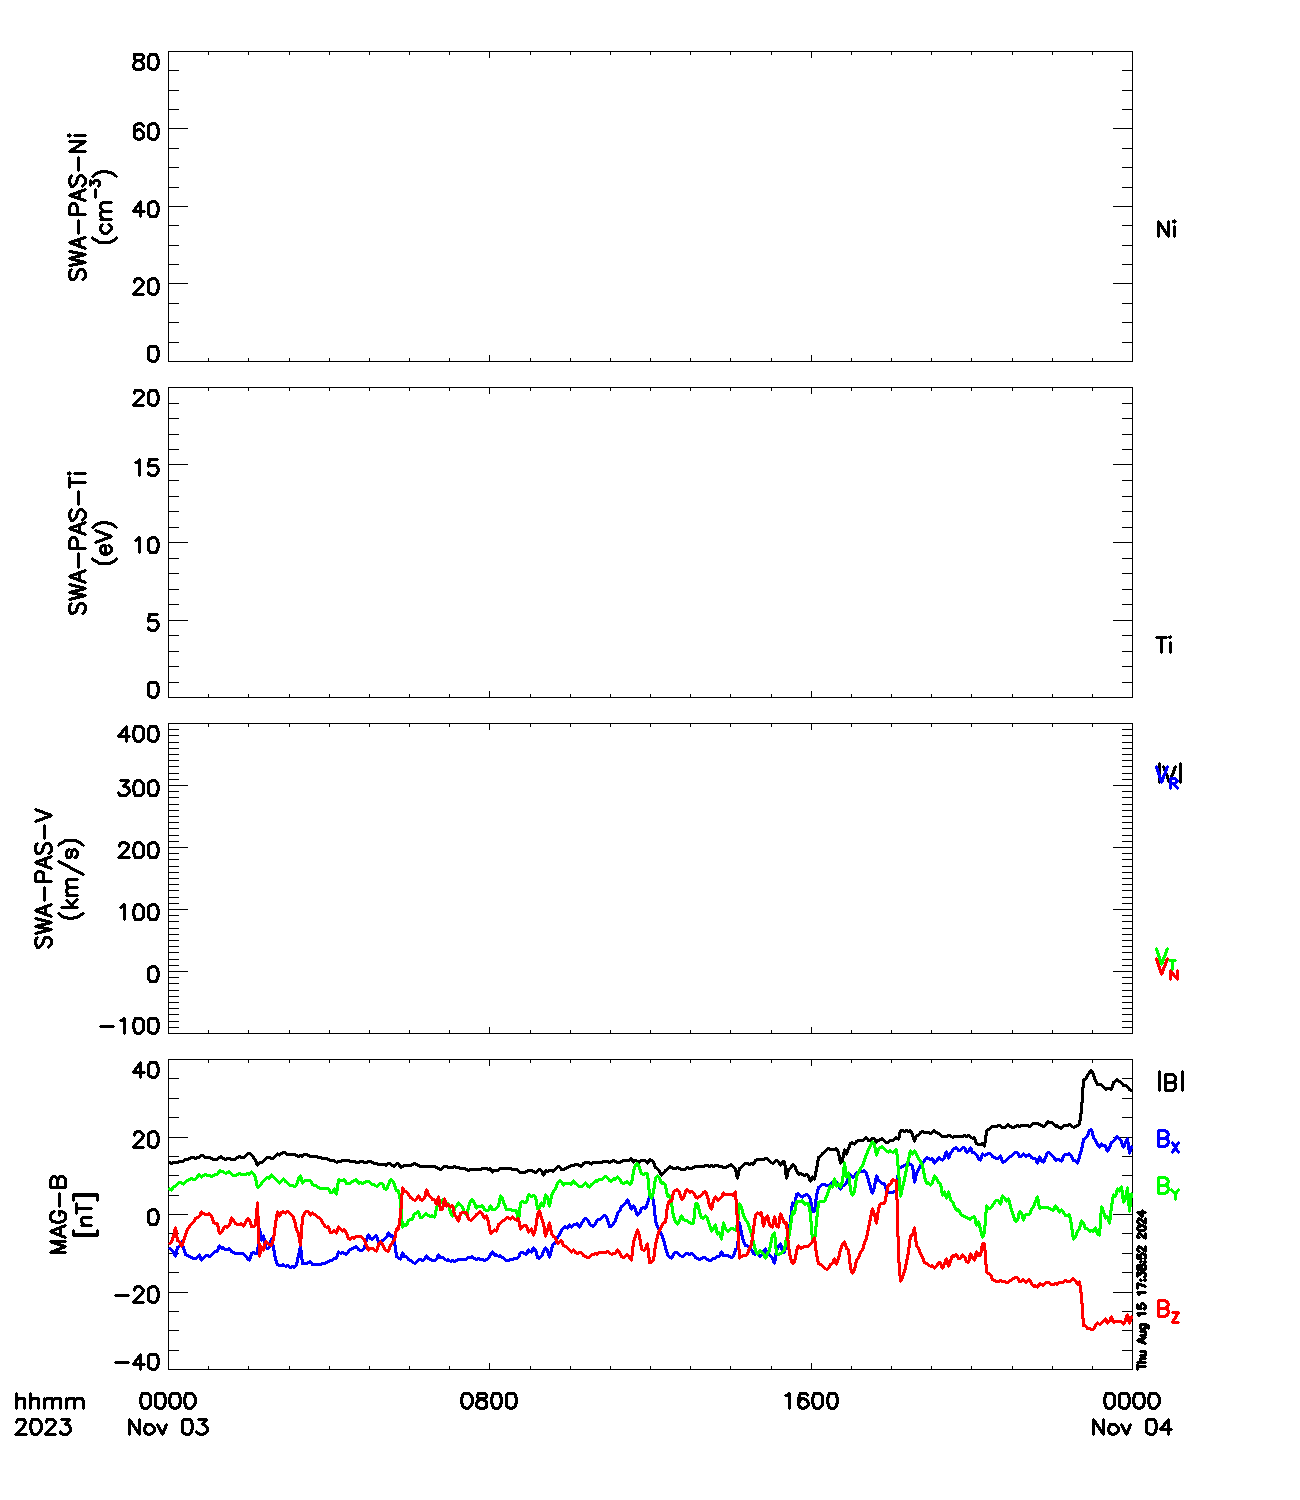 80
60
40
20
0
SWA-PAS-Ni
(cm-3)
Ni
20
15
10
5
0
SWA-PAS-Ti
(eV)
Ti
400
300
200
100
0
-100
SWA-PAS-V
(km/s)
|V|
VR
VT
VN
40
20
0
-20
-40
MAG-B
[nT]
|B|
BX
BY
BZ
Thu Aug 15 17:38:52 2024
hhmm 0000 0800 1600 0000
2023 Nov 03 Nov 04